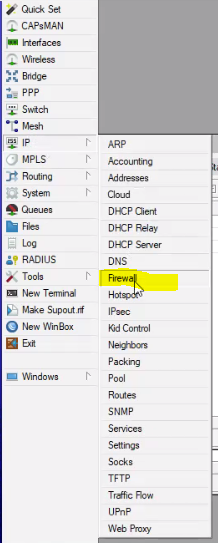 Quick Set
CAPsMAN
Interfaces
Wireless
Bridge
PPP
Switch
Mesh
IP
MPLS
Routing
System
Queues
Files
Log
RADIUS
Tools
New Terminal
Make Supout.rif
New WinBox
Exit
Windows
ARP
Accounting
Addresses
Cloud
DHCP Client
DHCP Relay
DHCP Server
DNS
Firewall
Hotspot
IPsec
Kid Control
Neighbors
Packing
Pool
Routes
SNMP
Services
Settings
Socks
TFTP
Traffic Flow
UPnP
Web Proxy